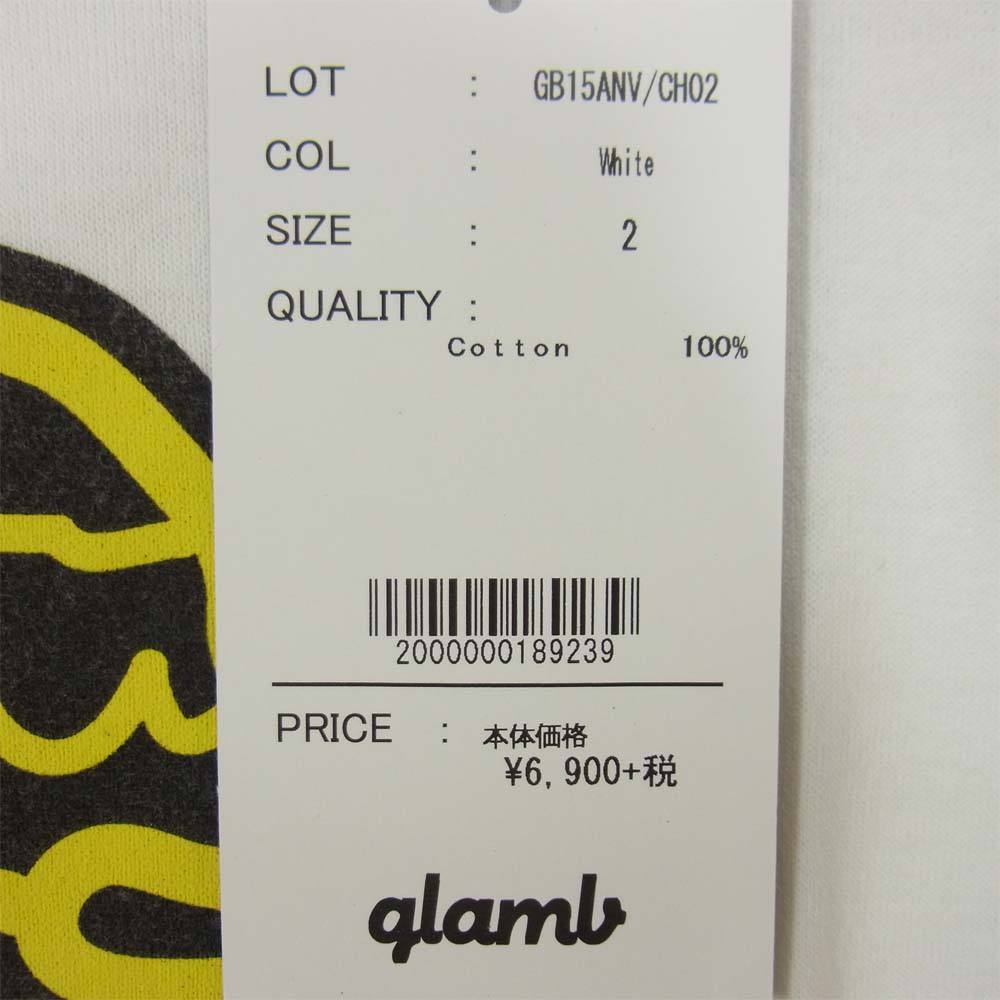 LOT : GB15ANV/CH02
COL : White
SIZE : 2
QUALITY :
Cotton 100%
2000000189239
PRICE : 本体価格
¥6,900+税
glamb